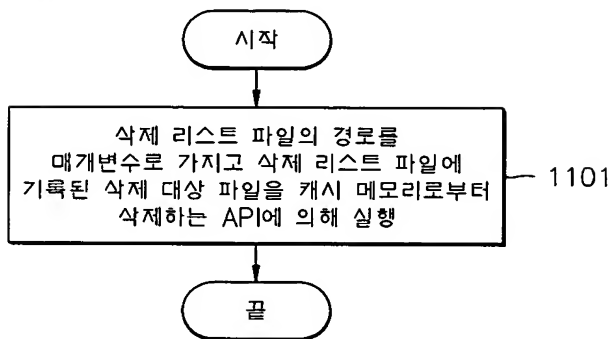 시작
삭제 리스트 파일의 경로를
매개변수로 가지고 삭제 리스트 파일에
기록된 삭제 대상 파일을 캐시 메모리로부터
삭제하는 API에 의해 실행
1101
끝